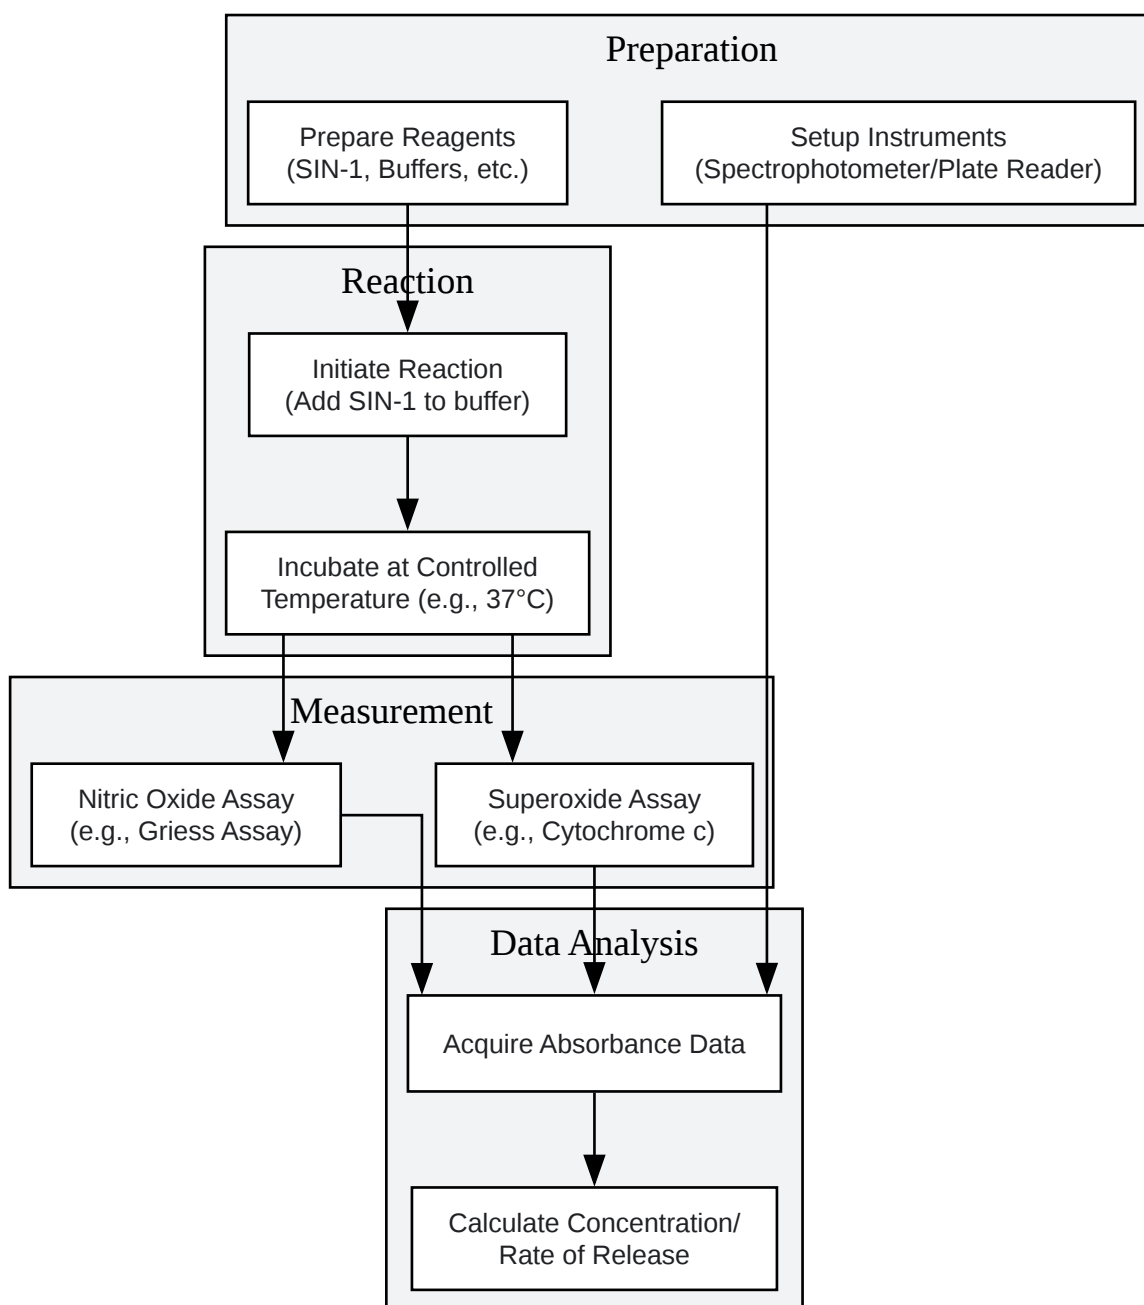 Preparation
Prepare Reagents
(SIN-1, Buffers, etc.)
Setup Instruments
(Spectrophotometer/Plate Reader)
Reaction
Initiate Reaction
(Add SIN-1 to buffer)
Incubate at Controlled
Temperature (e.g., 37°C)
Measurement
Nitric Oxide Assay
(e.g., Griess Assay)
Superoxide Assay
(e.g., Cytochrome c)
Data Analysis
Acquire Absorbance Data
Calculate Concentration/
Rate of Release